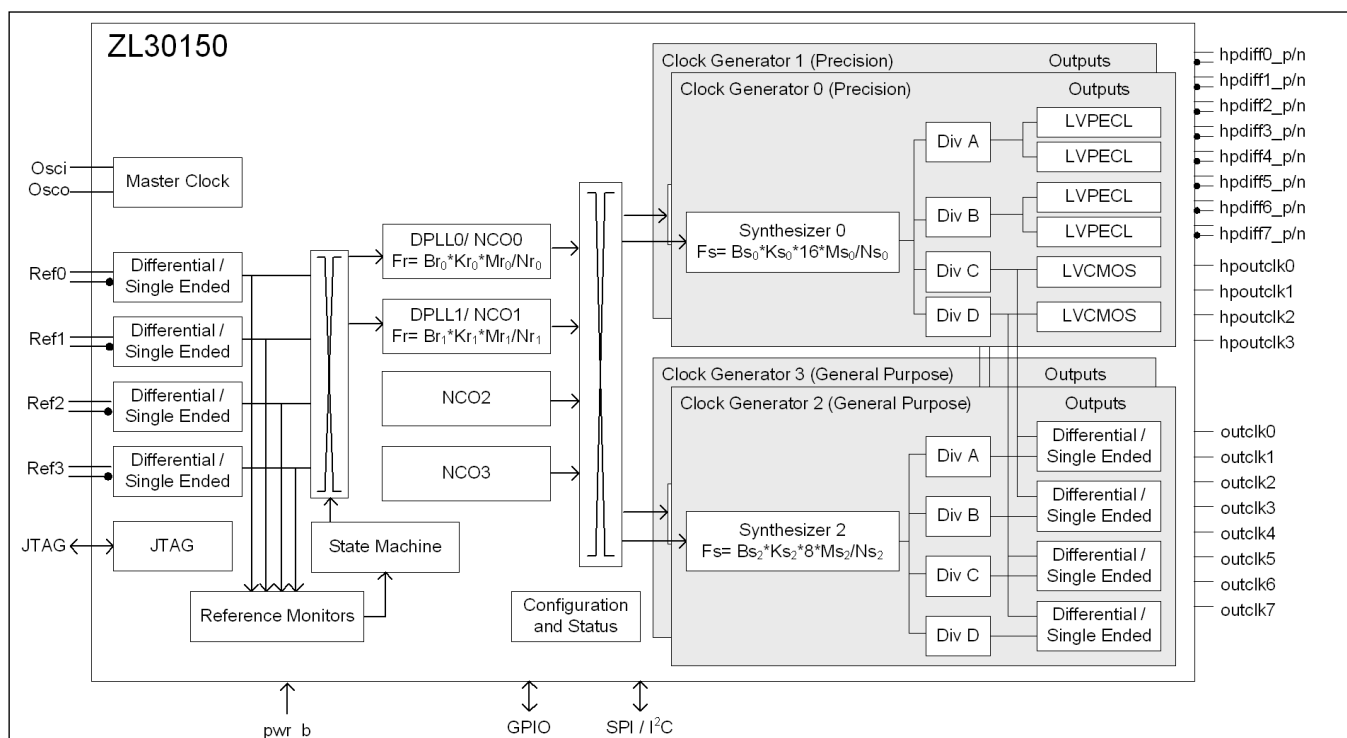 ZL30150
Osci
Osco
Master Clock
Ref0
Differential /
Single Ended
Ref1
Differential /
Single Ended
Ref2
Differential /
Single Ended
Ref3
Differential /
Single Ended
JTAG
JTAG
State Machine
Reference Monitors
DPLL0/ NCO0
Fr= Br₀*Kr₀*Mr₀/Nr₀
DPLL1/ NCO1
Fr= Br₁*Kr₁*Mr₁/Nr₁
NCO2
NCO3
Configuration
and Status
pwr_b
GPIO
SPI / I²C
Clock Generator 1 (Precision)
Outputs
Clock Generator 0 (Precision)
Outputs
Synthesizer 0
Fs= Bs₀*Ks₀*16*Ms₀/Ns₀
Div A
Div B
Div C
Div D
LVPECL
LVPECL
LVPECL
LVPECL
LVCMOS
LVCMOS
Clock Generator 3 (General Purpose)
Outputs
Clock Generator 2 (General Purpose)
Outputs
Synthesizer 2
Fs= Bs₂*Ks₂*8*Ms₂/Ns₂
Div A
Div B
Div C
Div D
Differential /
Single Ended
Differential /
Single Ended
Differential /
Single Ended
Differential /
Single Ended
hpdiff0_p/n
hpdiff1_p/n
hpdiff2_p/n
hpdiff3_p/n
hpdiff4_p/n
hpdiff5_p/n
hpdiff6_p/n
hpdiff7_p/n
hpoutclk0
hpoutclk1
hpoutclk2
hpoutclk3
outclk0
outclk1
outclk2
outclk3
outclk4
outclk5
outclk6
outclk7